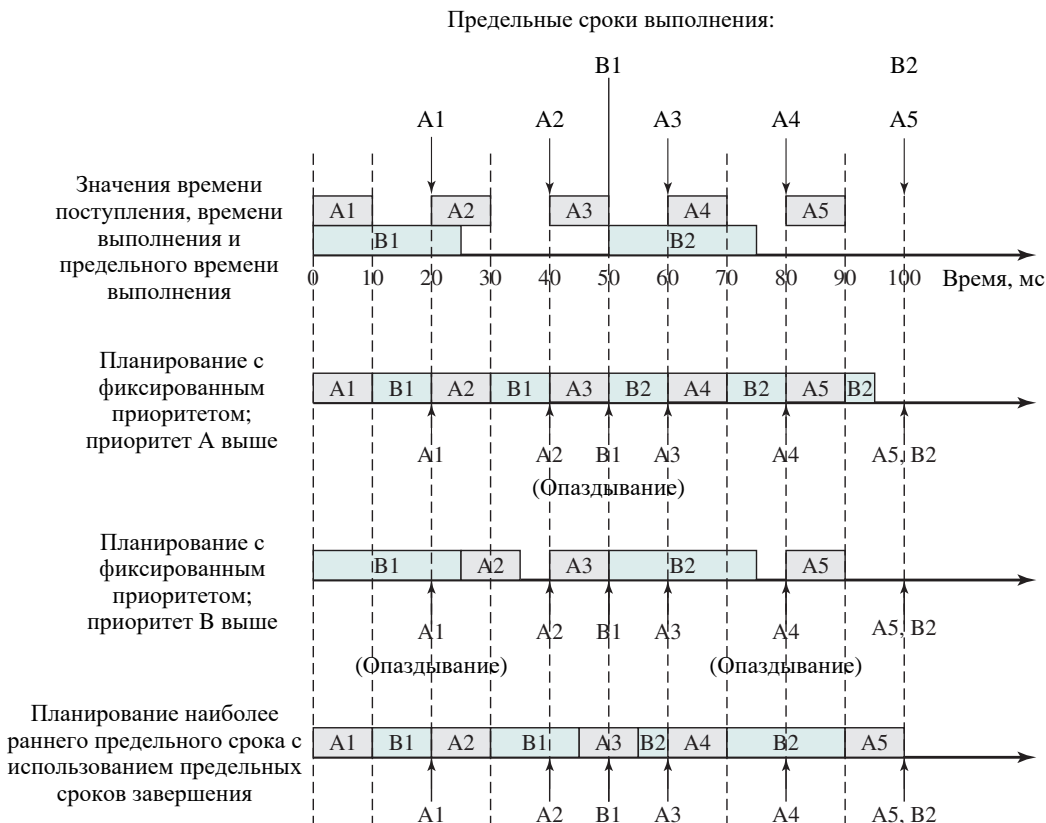 Предельные сроки выполнения:
B1
B2
A1
A2
A3
A4
A5
Значения времени
поступления, времени
выполнения и
предельного времени
выполнения
A1 A2 A3 A4 A5
B1 B2
0 10 20 30 40 50 60 70 80 90 100 Время, мс
Планирование с
фиксированным
приоритетом;
приоритет A выше
A1 B1 A2 B1 A3 B2 A4 B2 A5 B2
A1 A2 B1 A3 A4 A5, B2
(Опаздывание)
Планирование с
фиксированным
приоритетом;
приоритет B выше
B1 A2 A3 B2 A5
A1 A2 B1 A3 A4 A5, B2
(Опаздывание) (Опаздывание)
Планирование наиболее
раннего предельного срока с
использованием предельных
сроков завершения
A1 B1 A2 B1 A3 B2 A4 B2 A5
A1 A2 B1 A3 A4 A5, B2